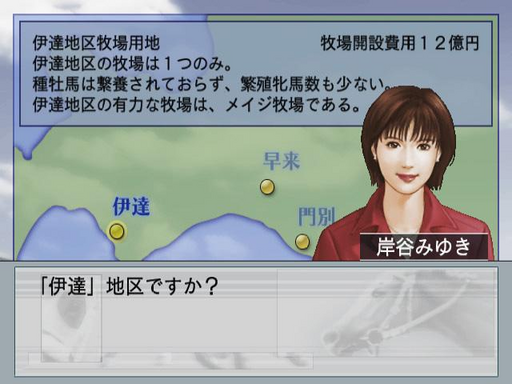 伊達地区牧場用地 牧場開設費用12億円
伊達地区の牧場は1つのみ。
種牡馬は繋養されておらず、繁殖牝馬数も少ない。
伊達地区の有力な牧場は、メイジ牧場である。
早来
伊達
門別
岸谷みゆき
「伊達」地区ですか？